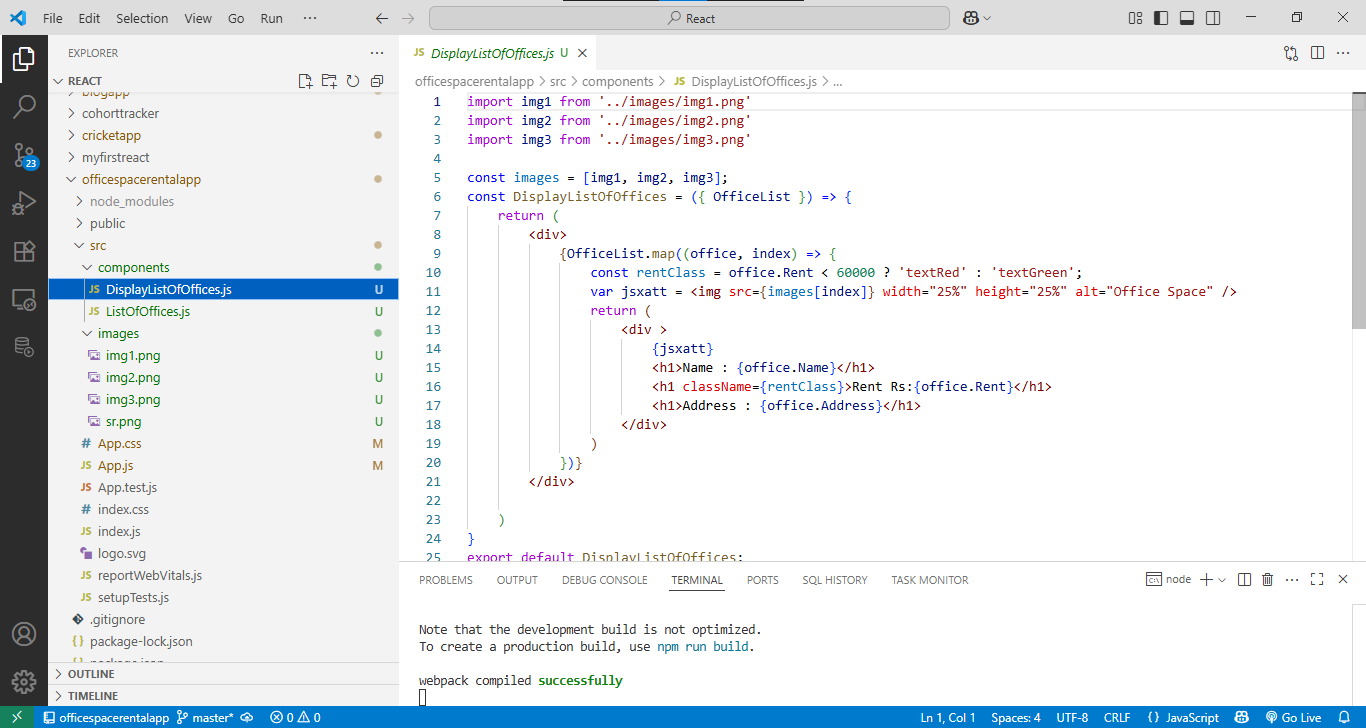 File Edit Selection View Go Run ··· React
EXPLORER ···
REACT
blogapp
cohorttracker
cricketapp
myfirstreact
officespacerentalapp
node_modules
public
src
components
JS DisplayListOfOffices.js U
JS ListOfOffices.js U
images
img1.png U
img2.png U
img3.png U
sr.png U
# App.css M
JS App.js M
JS App.test.js
# index.css
JS index.js
logo.svg
JS reportWebVitals.js
JS setupTests.js
.gitignore
{} package-lock.json
{} package.json
OUTLINE
TIMELINE
23
JS DisplayListOfOffices.js U
officespacerentalapp > src > components > JS DisplayListOfOffices.js > ...
1 import img1 from '../images/img1.png'
2 import img2 from '../images/img2.png'
3 import img3 from '../images/img3.png'
4
5 const images = [img1, img2, img3];
6 const DisplayListOfOffices = ({ OfficeList }) => {
7 return (
8 <div>
9 {OfficeList.map((office, index) => {
10 const rentClass = office.Rent < 60000 ? 'textRed' : 'textGreen';
11 var jsxatt = <img src={images[index]} width="25%" height="25%" alt="Office Space" />
12 return (
13 <div >
14 {jsxatt}
15 <h1>Name : {office.Name}</h1>
16 <h1 className={rentClass}>Rent Rs:{office.Rent}</h1>
17 <h1>Address : {office.Address}</h1>
18 </div>
19 )
20 })}
21 </div>
22
23 )
24 }
25 export default DisplayListOfOffices;
PROBLEMS OUTPUT DEBUG CONSOLE TERMINAL PORTS SQL HISTORY TASK MONITOR node
Note that the development build is not optimized.
To create a production build, use npm run build.
webpack compiled successfully
officespacerentalapp master* 0 0 Ln 1, Col 1 Spaces: 4 UTF-8 CRLF {} JavaScript Go Live